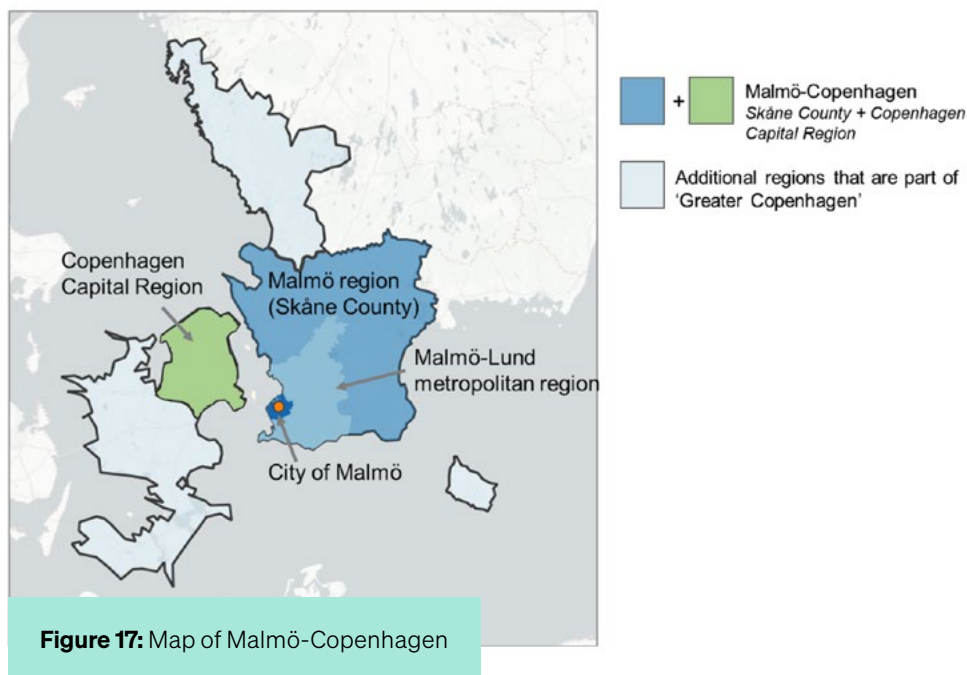 Copenhagen
Capital Region
Malmö region
(Skåne County)
Malmö-Lund
metropolitan region
City of Malmö
+
Malmö-Copenhagen
Skåne County + Copenhagen
Capital Region
Additional regions that are part of
‘Greater Copenhagen’
Figure 17: Map of Malmö-Copenhagen